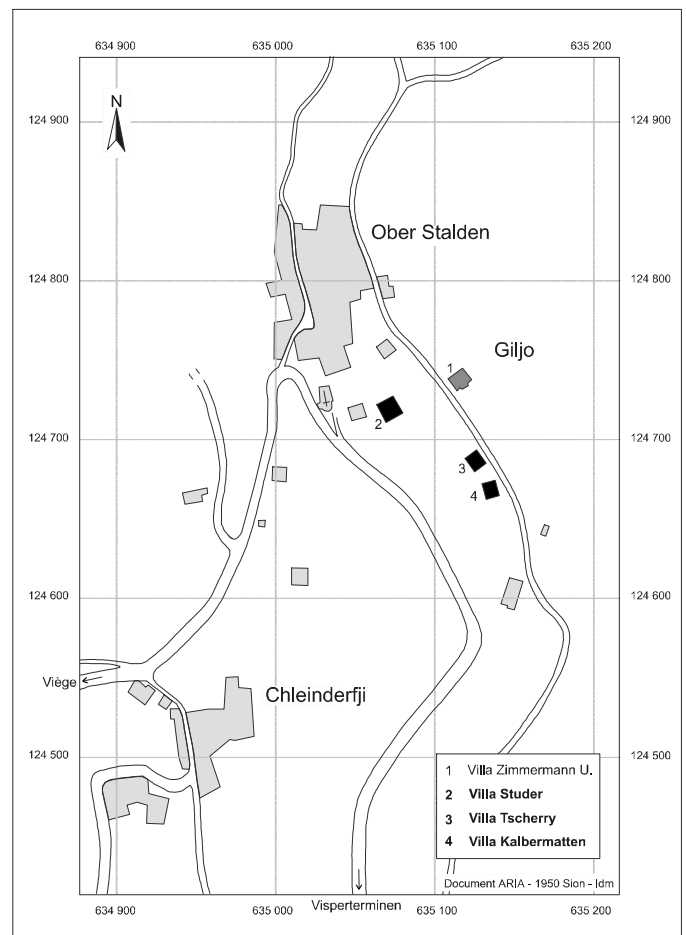 634 900 635 000 635 100 635 200
124 900 124 900
N
Ober Stalden
124 800 124 800
Giljo
1
2
124 700 124 700
3
4
124 600 124 600
Viège
Chleinderfji
124 500 124 500
1 Villa Zimmermann U.
2 Villa Studer
3 Villa Tscherry
4 Villa Kalbermatten
Document ARIA - 1950 Sion - ldm
634 900 635 000 635 100 635 200
Visperterminen